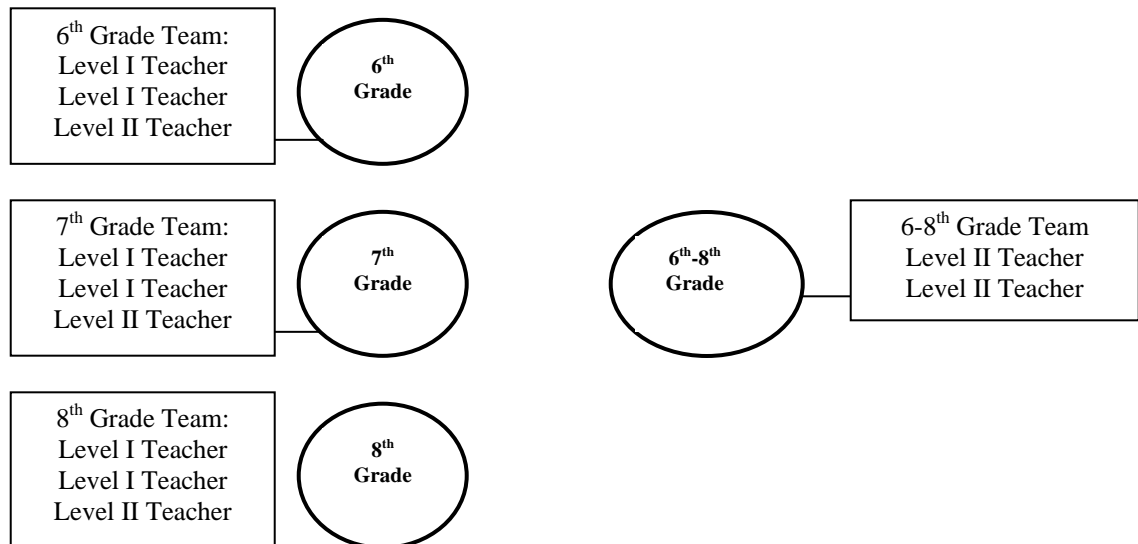 6th Grade Team:
Level I Teacher
Level I Teacher
Level II Teacher
6th
Grade
7th Grade Team:
Level I Teacher
Level I Teacher
Level II Teacher
7th
Grade
6th-8th
Grade
6-8th Grade Team
Level II Teacher
Level II Teacher
8th Grade Team:
Level I Teacher
Level I Teacher
Level II Teacher
8th
Grade